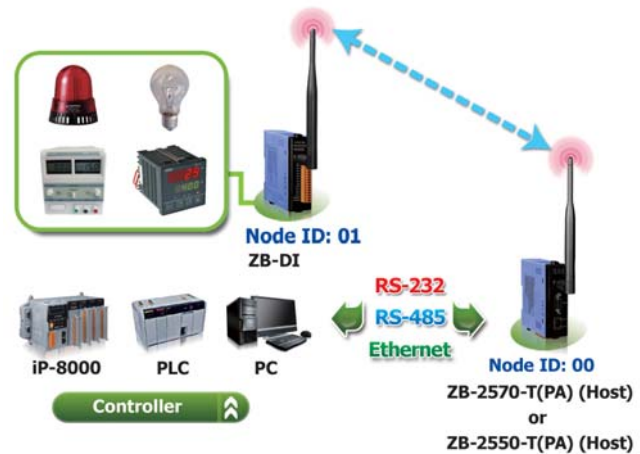 Node ID: 01
ZB-DI
RS-232
RS-485
Ethernet
iP-8000
PLC
PC
Controller
Node ID: 00
ZB-2570-T(PA) (Host)
or
ZB-2550-T(PA) (Host)